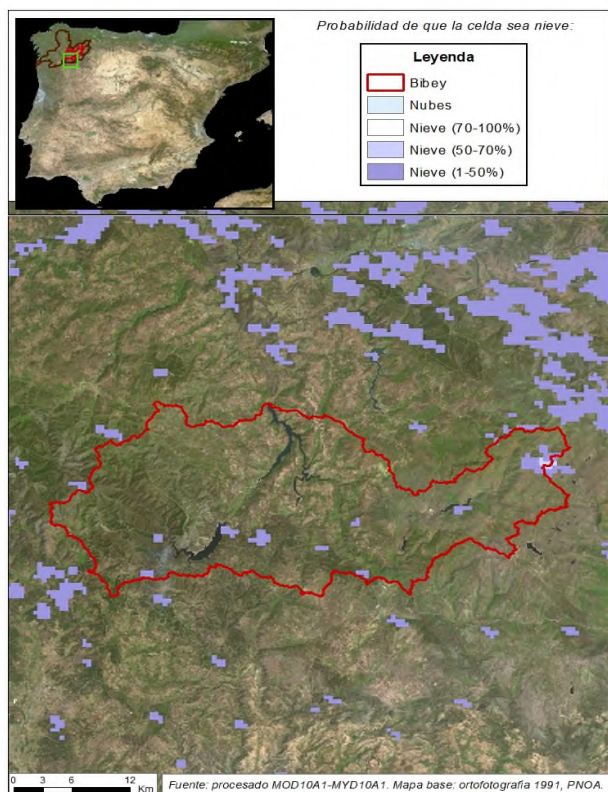 Probabilidad de que la celda sea nieve:
Leyenda
Bibey
Nubes
Nieve (70-100%)
Nieve (50-70%)
Nieve (1-50%)
0 3 6 12
Km
Fuente: procesado MOD10A1-MYD10A1. Mapa base: ortofotografía 1991, PNOA.